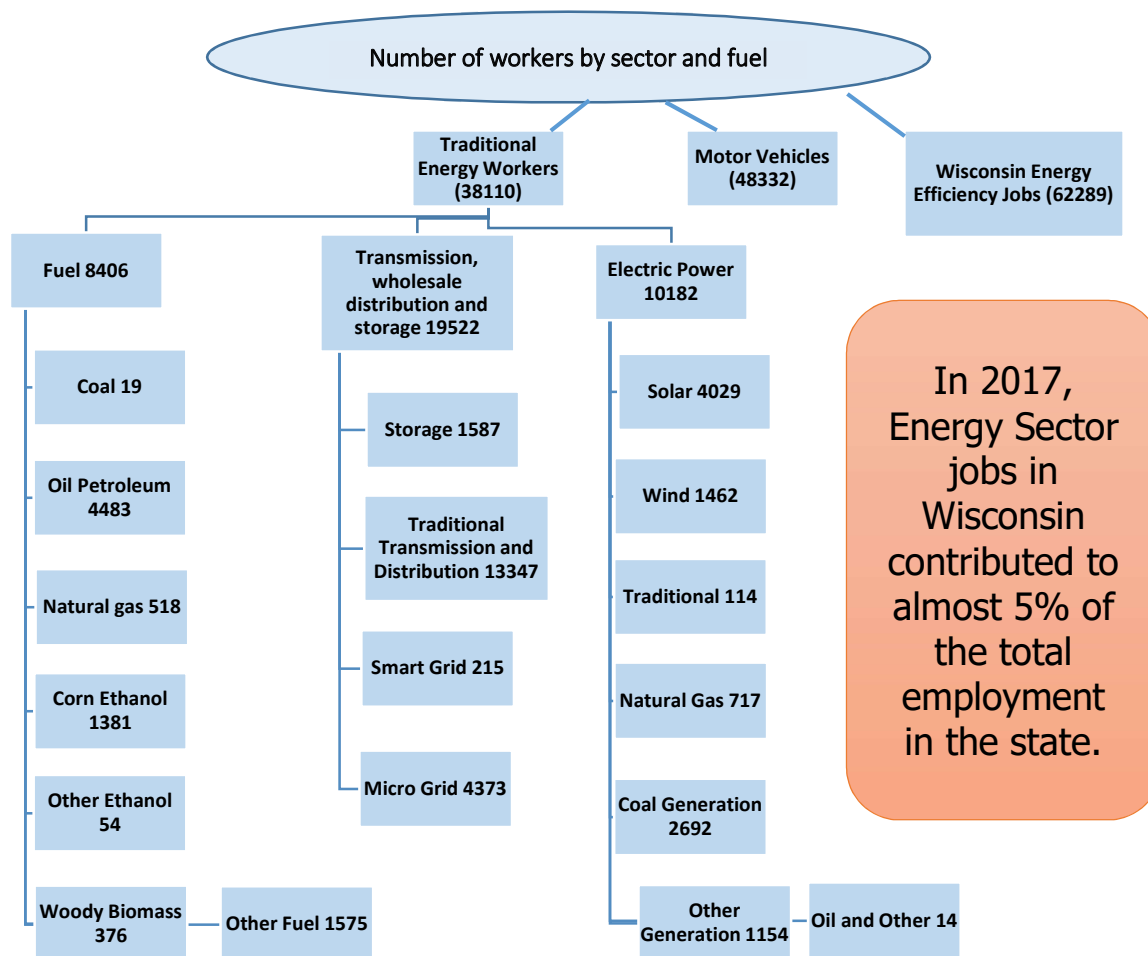 Number of workers by sector and fuel
Traditional
Energy Workers
(38110)
Motor Vehicles
(48332)
Wisconsin Energy
Efficiency Jobs (62289)
Fuel 8406
Transmission,
wholesale
distribution and
storage 19522
Electric Power
10182
Coal 19
Oil Petroleum
4483
Natural gas 518
Corn Ethanol
1381
Other Ethanol
54
Woody Biomass
376
Other Fuel 1575
Storage 1587
Traditional
Transmission and
Distribution 13347
Smart Grid 215
Micro Grid 4373
Solar 4029
Wind 1462
Traditional 114
Natural Gas 717
Coal Generation
2692
Other
Generation 1154
Oil and Other 14
In 2017,
Energy Sector
jobs in
Wisconsin
contributed to
almost 5% of
the total
employment
in the state.